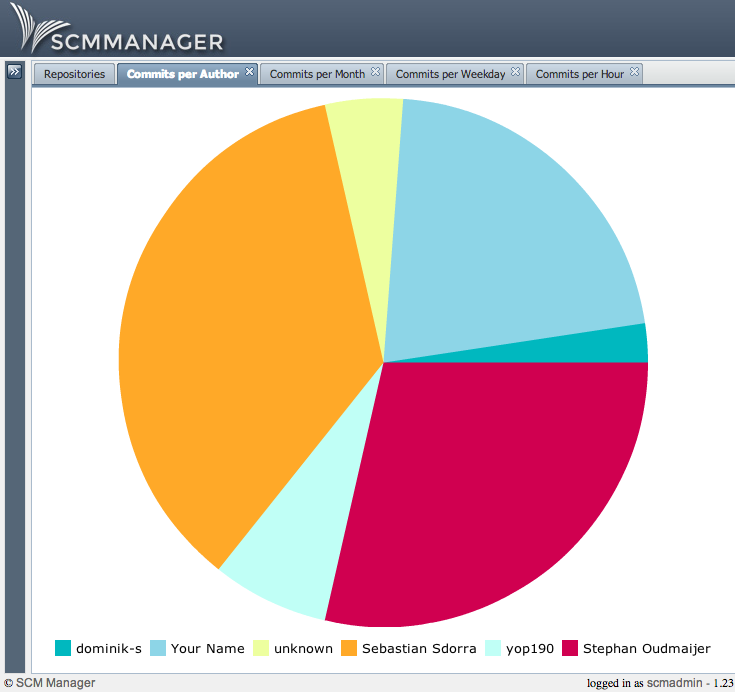 SCMMANAGER
Repositories Commits per Author Commits per Month Commits per Weekday Commits per Hour
dominik-s Your Name unknown Sebastian Sdorra yop190 Stephan Oudmaijer
© SCM Manager logged in as scmadmin - 1.23